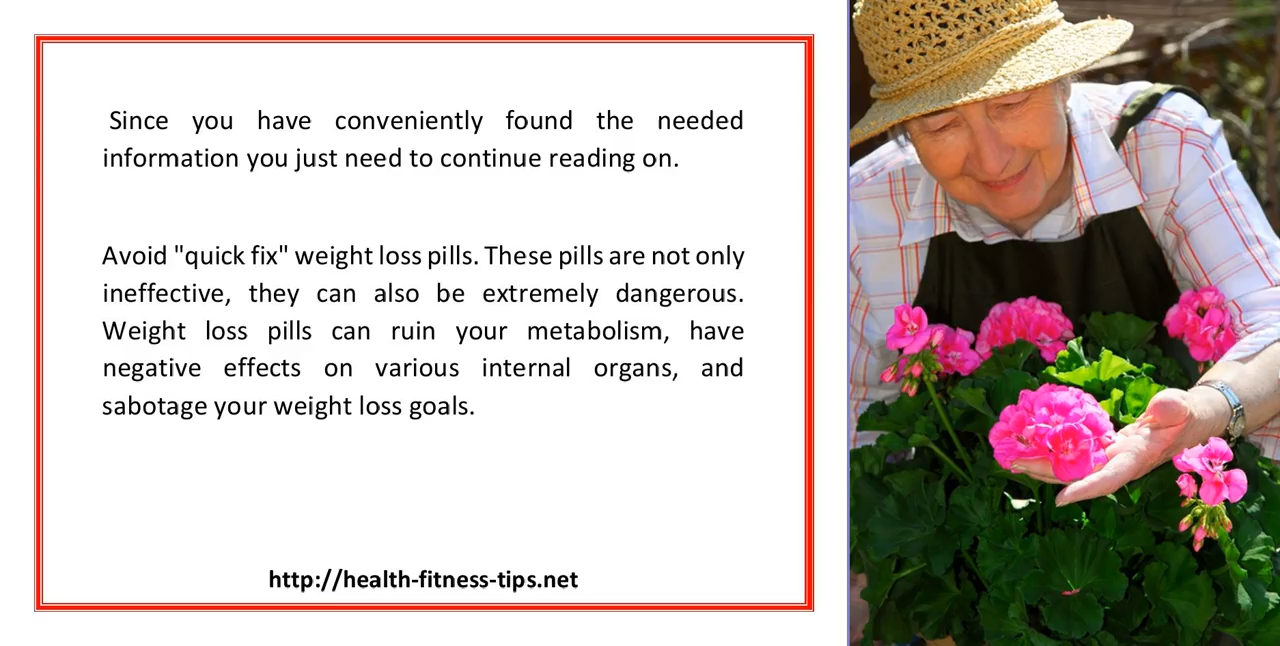 Since you have conveniently found the needed
information you just need to continue reading on.
Avoid "quick fix" weight loss pills. These pills are not only
ineffective, they can also be extremely dangerous.
Weight loss pills can ruin your metabolism, have
negative effects on various internal organs, and
sabotage your weight loss goals.
http://health-fitness-tips.net